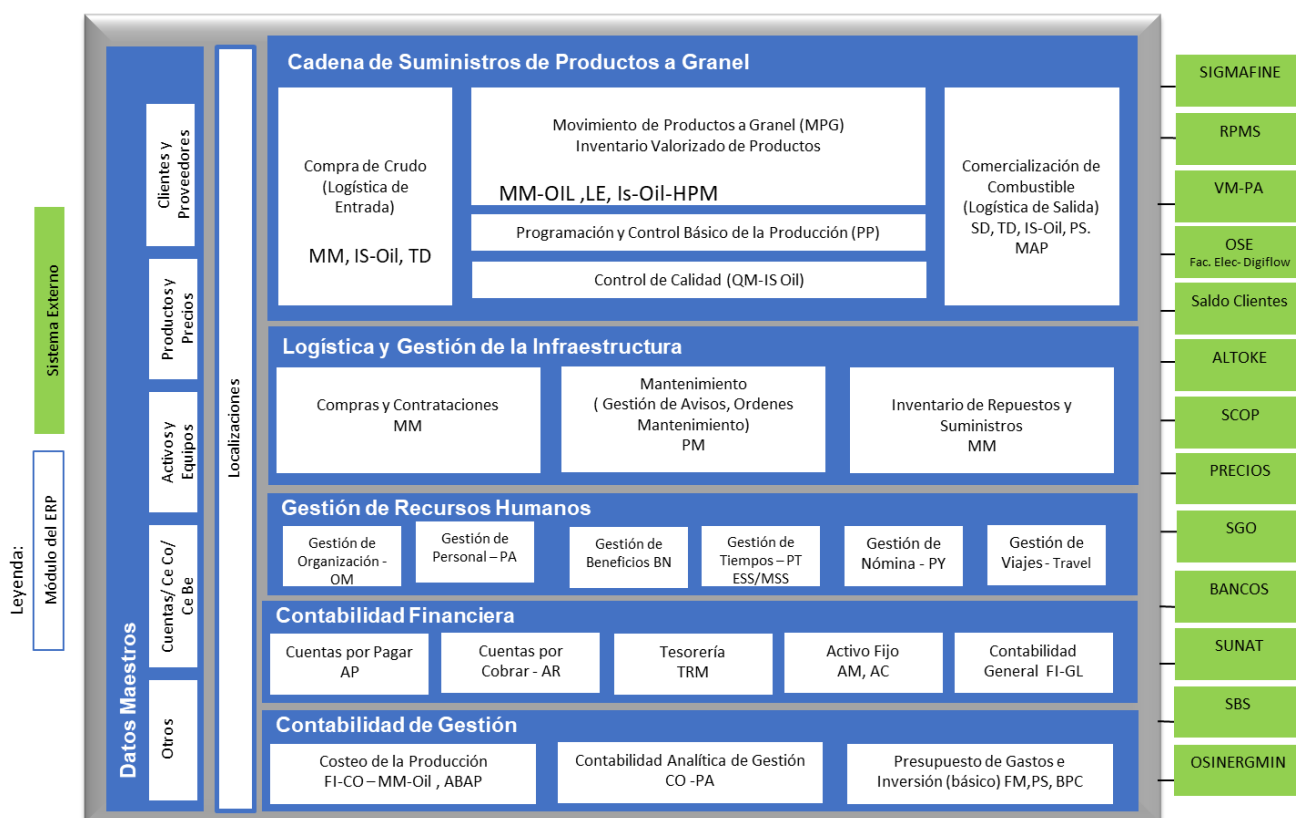 Leyenda:
Sistema Externo
Módulo del ERP
Datos Maestros
Clientes y
Proveedores
Productos y
Precios
Activos y
Equipos
Cuentas/ Ce Co/
Ce Be
Otros
Localizaciones
Cadena de Suministros de Productos a Granel
Compra de Crudo
(Logística de
Entrada)
MM, IS-Oil, TD
Movimiento de Productos a Granel (MPG)
Inventario Valorizado de Productos
MM-OIL ,LE, Is-Oil-HPM
Programación y Control Básico de la Producción (PP)
Control de Calidad (QM-IS Oil)
Comercialización de
Combustible
(Logística de Salida)
SD, TD, IS-Oil, PS.
MAP
Logística y Gestión de la Infraestructura
Compras y Contrataciones
MM
Mantenimiento
( Gestión de Avisos, Ordenes
Mantenimiento)
PM
Inventario de Repuestos y
Suministros
MM
Gestión de Recursos Humanos
Gestión de
Organización -
OM
Gestión de
Personal – PA
Gestión de
Beneficios BN
Gestión de
Tiempos – PT
ESS/MSS
Gestión de
Nómina - PY
Gestión de
Viajes - Travel
Contabilidad Financiera
Cuentas por Pagar
AP
Cuentas por
Cobrar - AR
Tesorería
TRM
Activo Fijo
AM, AC
Contabilidad
General FI-GL
Contabilidad de Gestión
Costeo de la Producción
FI-CO – MM-Oil , ABAP
Contabilidad Analítica de Gestión
CO -PA
Presupuesto de Gastos e
Inversión (básico) FM,PS, BPC
SIGMAFINE
RPMS
VM-PA
OSE
Fac. Elec- Digiflow
Saldo Clientes
ALTOKE
SCOP
PRECIOS
SGO
BANCOS
SUNAT
SBS
OSINERGMIN